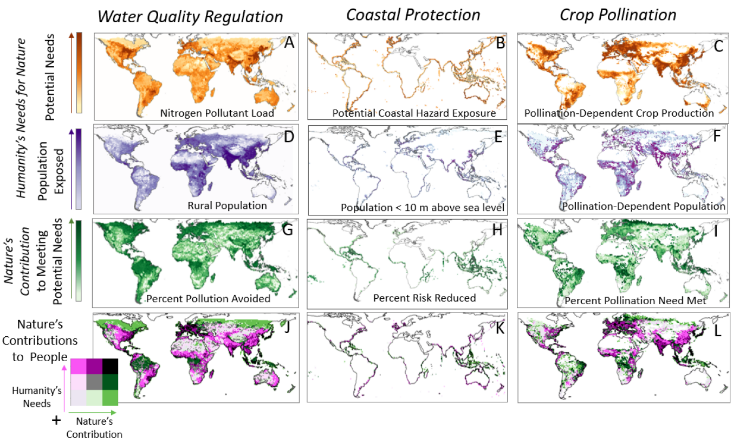 Water Quality Regulation
Coastal Protection
Crop Pollination
Humanity's Needs for Nature
Potential Needs
A
Nitrogen Pollutant Load
B
Potential Coastal Hazard Exposure
C
Pollination-Dependent Crop Production
Population
Exposed
D
Rural Population
E
Population < 10 m above sea level
F
Pollination-Dependent Population
Nature's
Contribution
to Meeting
Potential Needs
G
Percent Pollution Avoided
H
Percent Risk Reduced
I
Percent Pollination Need Met
Nature's
Contributions
to People
J
K
L
Humanity's
Needs
+
Nature's
Contribution